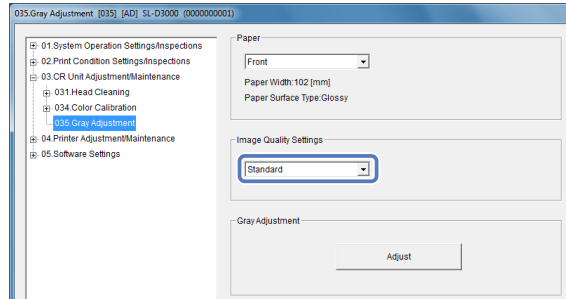 035.Gray Adjustment [035] [AD] SL-D3000 (0000000001)
01.System Operation Settings/Inspections
02.Print Condition Settings/Inspections
03.CR Unit Adjustment/Maintenance
031.Head Cleaning
034.Color Calibration
035.Gray Adjustment
04.Printer Adjustment/Maintenance
05.Software Settings
Paper
Front
Paper Width:102 [mm]
Paper Surface Type:Glossy
Image Quality Settings
Standard
Gray Adjustment
Adjust